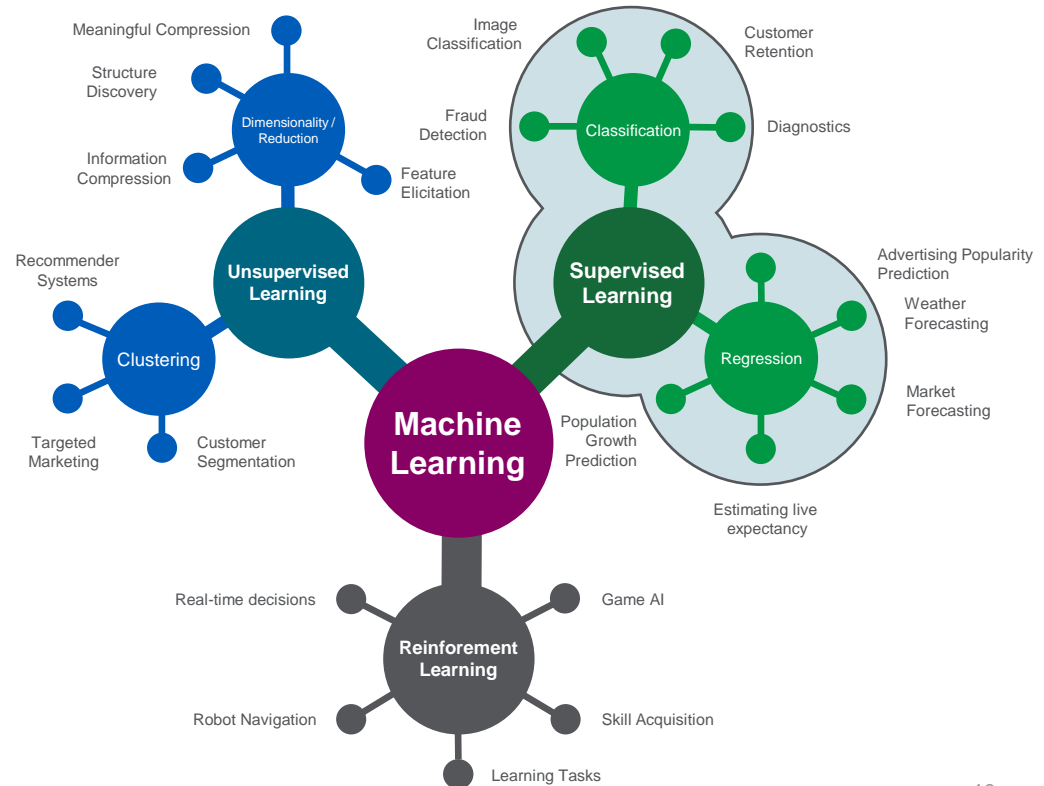 Meaningful Compression
Structure
Discovery
Dimensionality /
Reduction
Information
Compression
Feature
Elicitation
Unsupervised
Learning
Recommender
Systems
Clustering
Targeted
Marketing
Customer
Segmentation
Image
Classification
Customer
Retention
Fraud
Detection
Classification
Diagnostics
Supervised
Learning
Advertising Popularity
Prediction
Weather
Forecasting
Regression
Market
Forecasting
Population
Growth
Prediction
Estimating live
expectancy
Machine
Learning
Real-time decisions
Game AI
Reinforement
Learning
Robot Navigation
Skill Acquisition
Learning Tasks